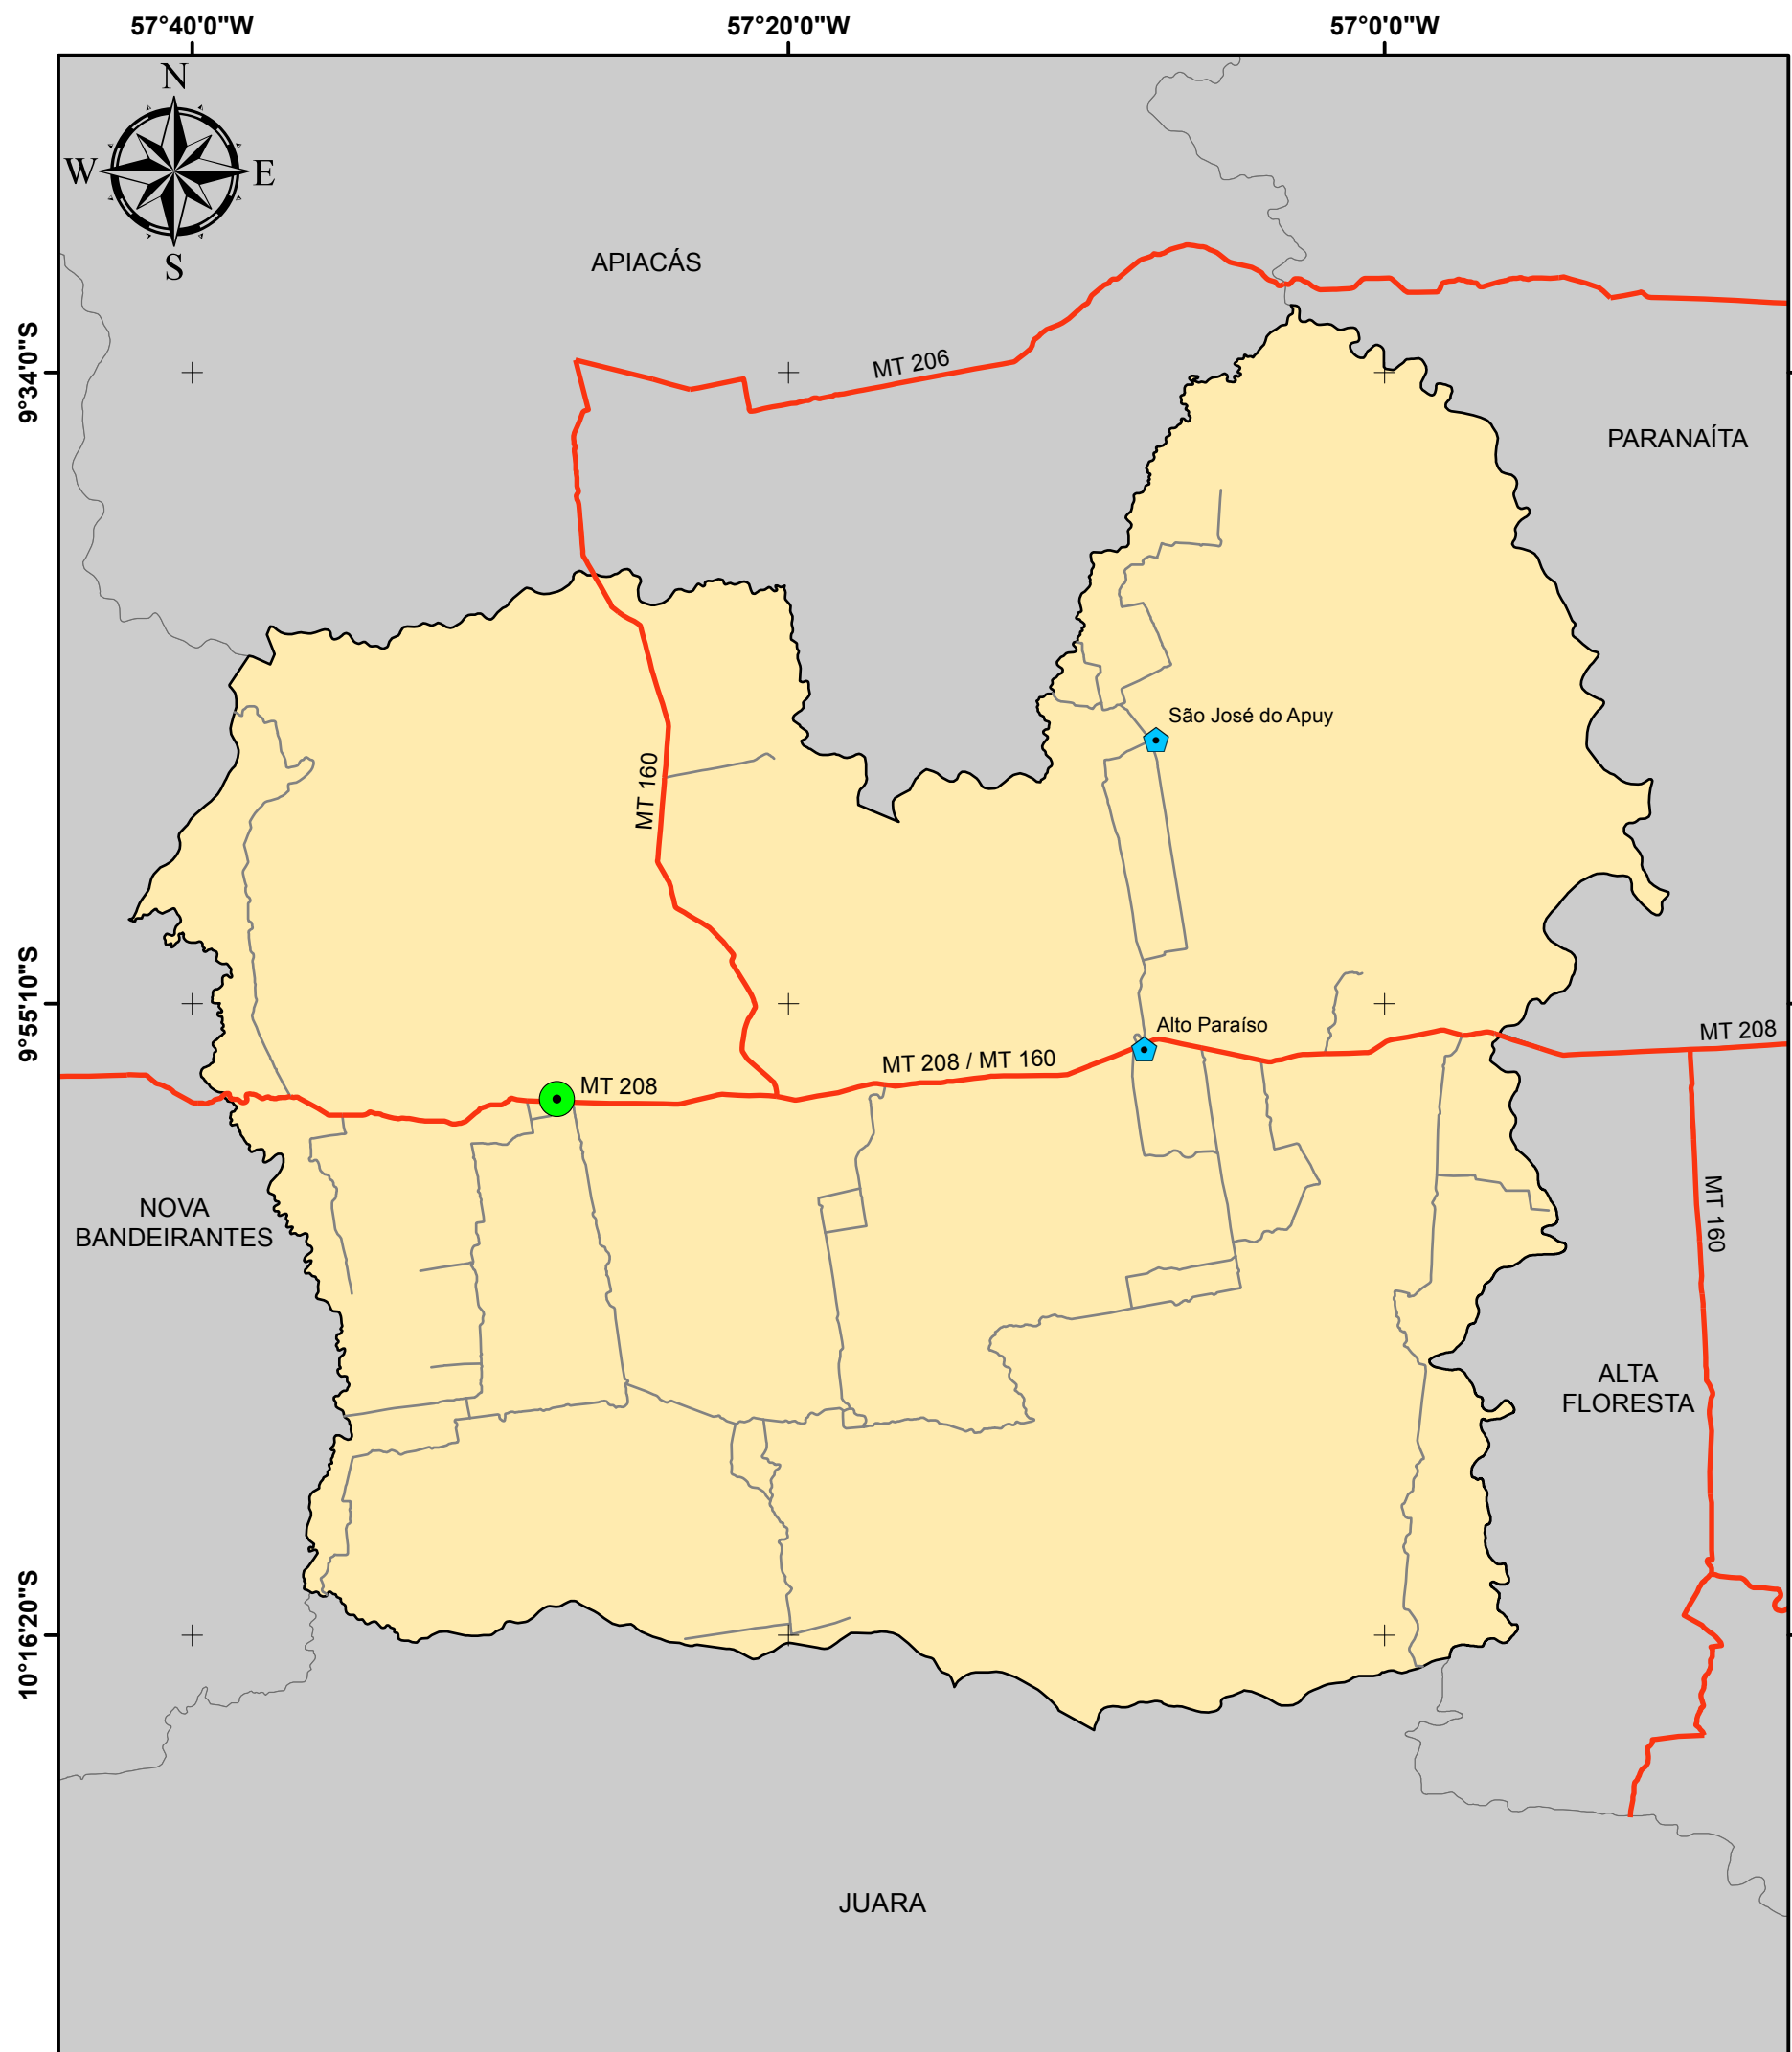 57°40'0"W
57°20'0"W
57°0'0"W
N
W
E
S
APIACÁS
9°34'0"S
MT 206
PARANAÍTA
São José do Apuy
MT 160
9°55'10"S
Alto Paraíso
MT 208
MT 208 / MT 160
MT 208
MT 160
NOVA
BANDEIRANTES
ALTA
FLORESTA
10°16'20"S
JUARA